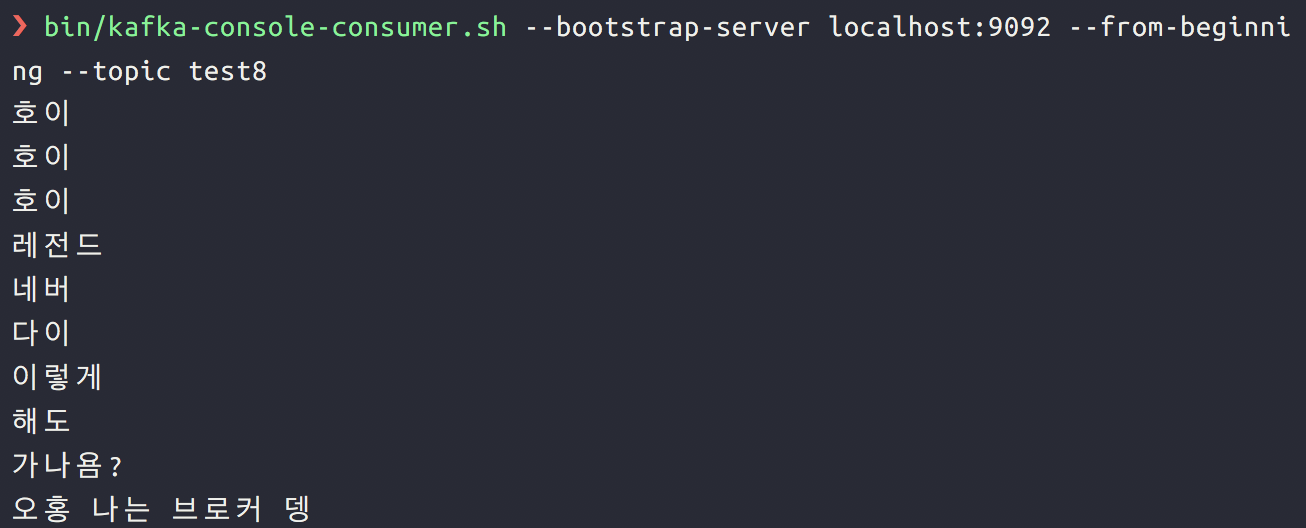 ❯ bin/kafka-console-consumer.sh --bootstrap-server localhost:9092 --from-beginni
ng --topic test8
호이
호이
호이
레전드
네버
다이
이렇게
해도
가나욤?
오홍 나는 브로커 뎅